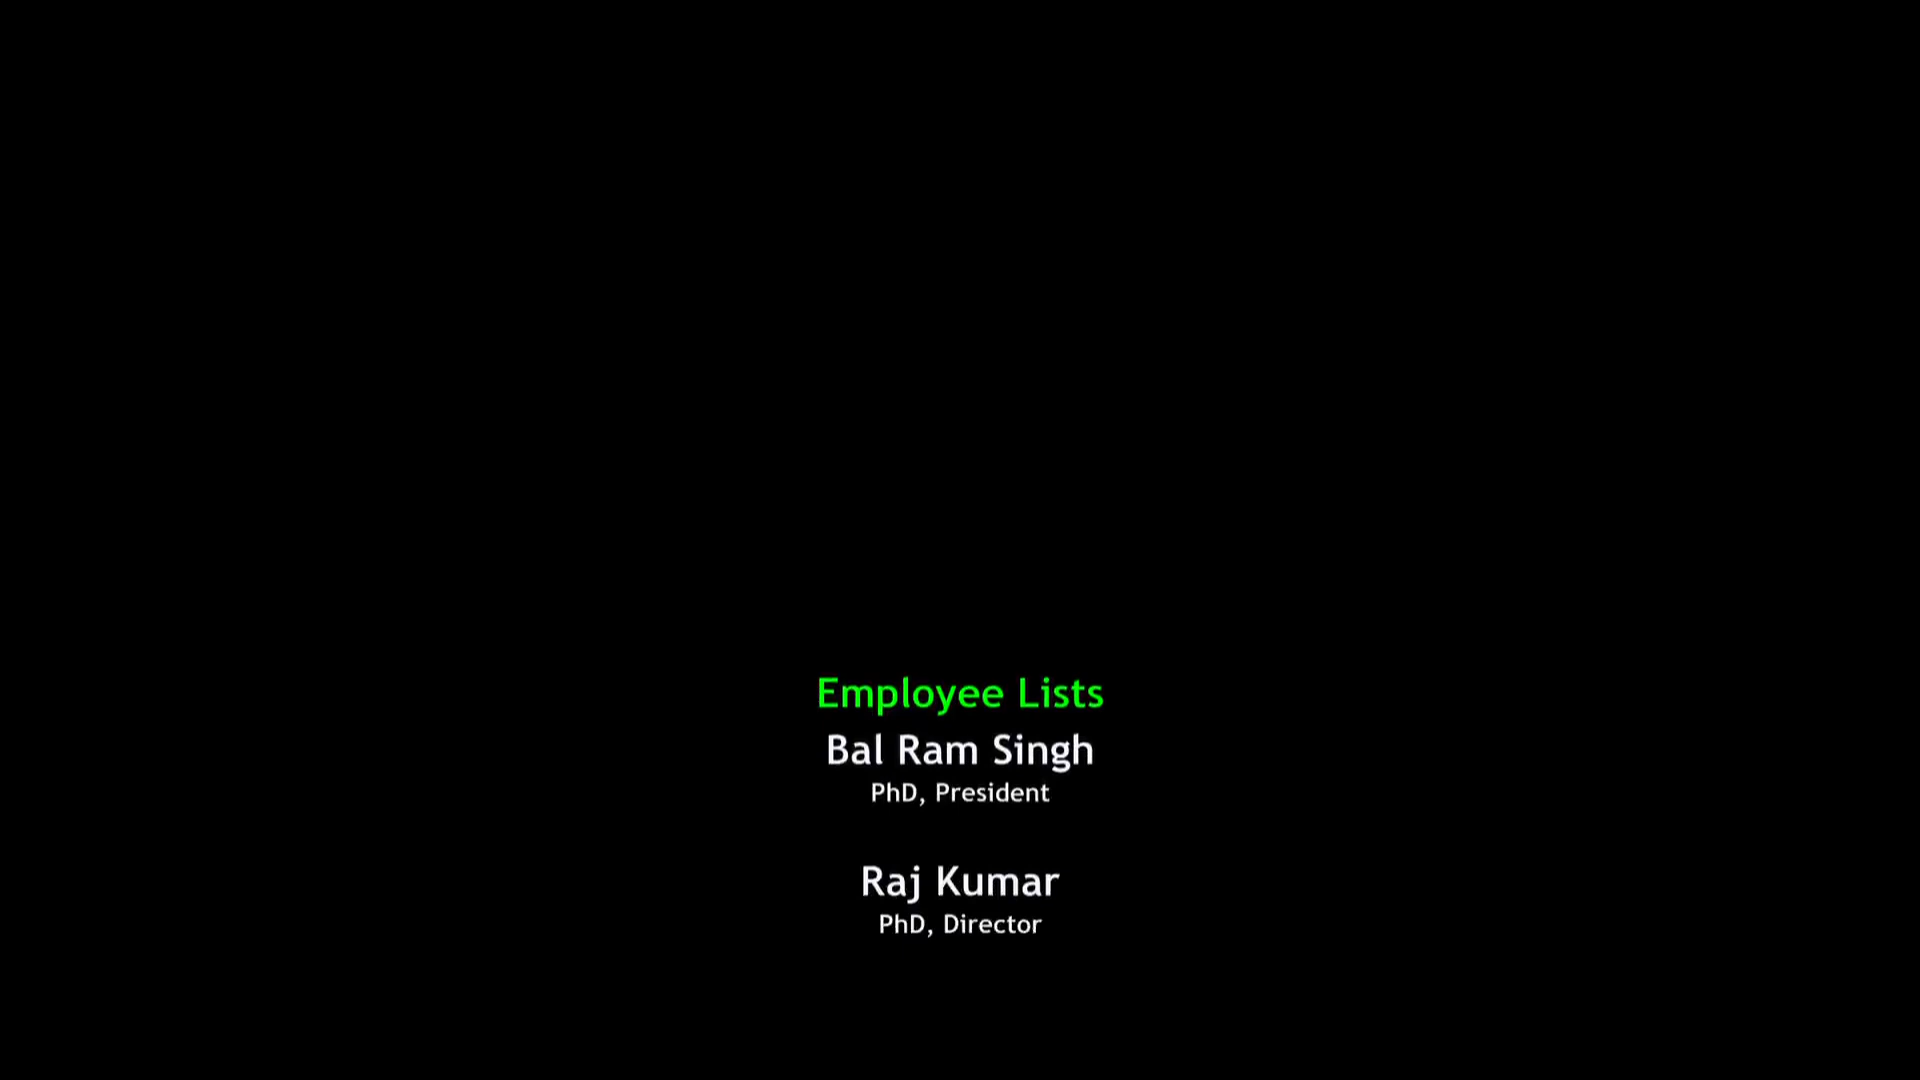 Employee Lists
Bal Ram Singh
PhD, President
Raj Kumar
PhD, Director